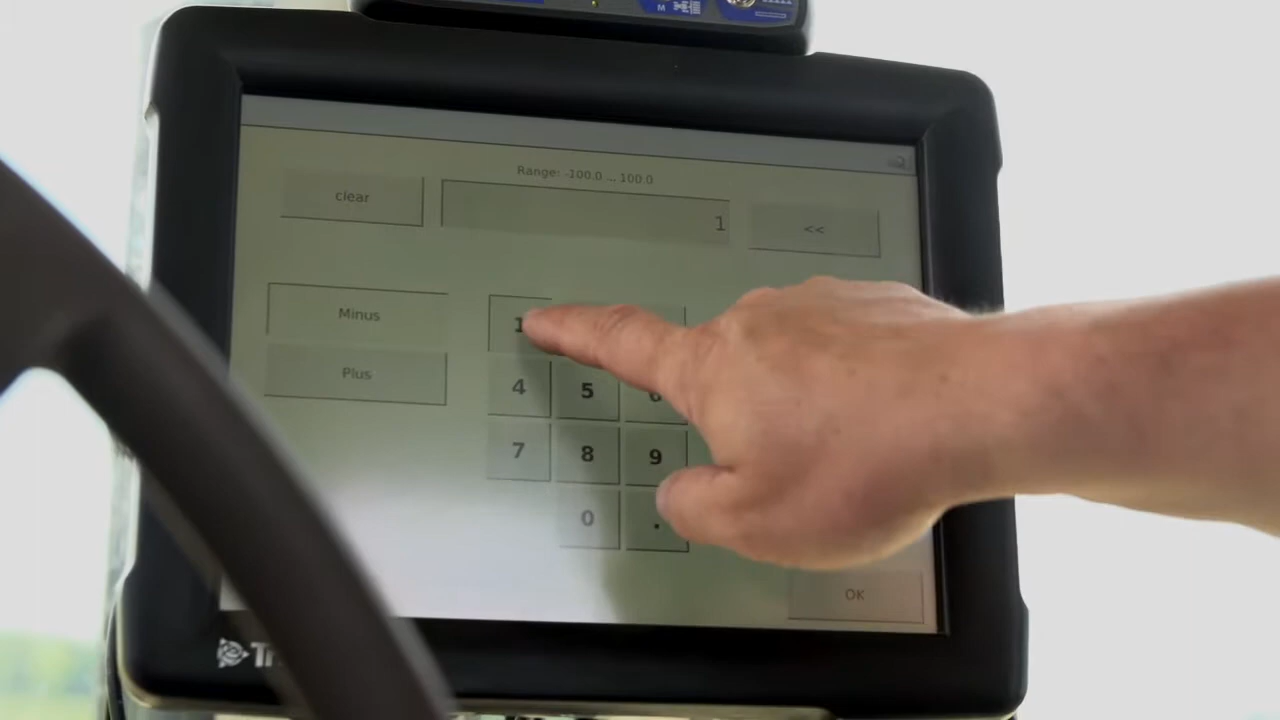 M
Range: -100.0 ... 100.0
clear
1
<<
Minus
1
Plus
4 5 6
7 8 9
0 .
OK